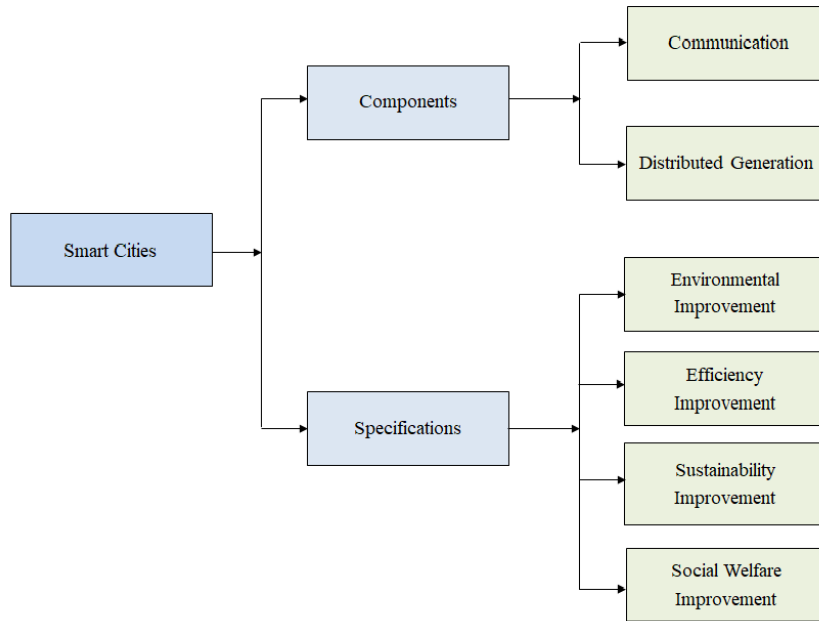 Smart Cities
Components
Communication
Distributed Generation
Specifications
Environmental
Improvement
Efficiency
Improvement
Sustainability
Improvement
Social Welfare
Improvement